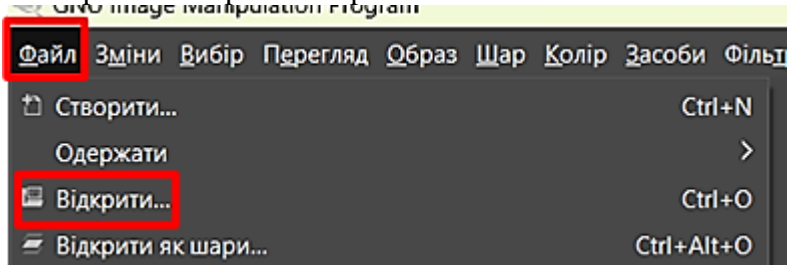 GNU Image Manipulation Program
Файл Зміни Вибір Перегляд Образ Шар Колір Засоби
Створити... Ctrl+N
Одержати >
Відкрити... Ctrl+O
Відкрити як шари... Ctrl+Alt+O